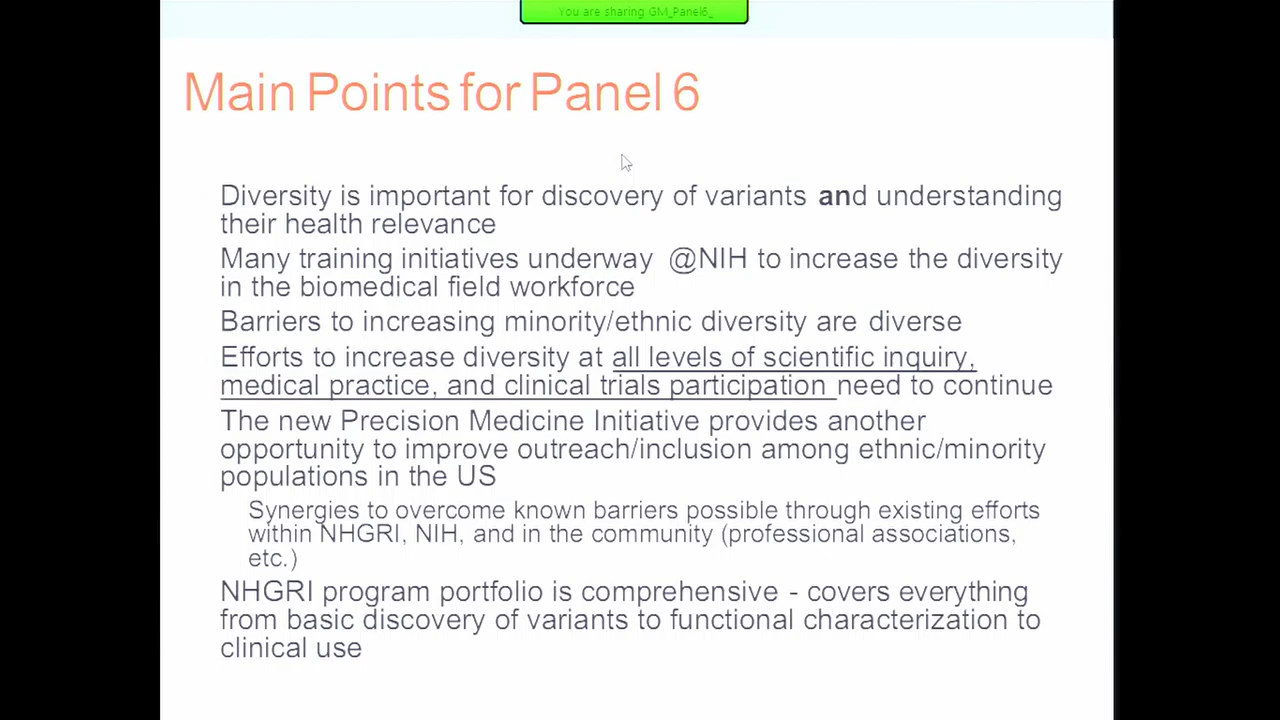 You are sharing GM_Panel6_
Main Points for Panel 6
Diversity is important for discovery of variants and understanding
their health relevance
Many training initiatives underway @NIH to increase the diversity
in the biomedical field workforce
Barriers to increasing minority/ethnic diversity are diverse
Efforts to increase diversity at all levels of scientific inquiry,
medical practice, and clinical trials participation need to continue
The new Precision Medicine Initiative provides another
opportunity to improve outreach/inclusion among ethnic/minority
populations in the US
Synergies to overcome known barriers possible through existing efforts
within NHGRI, NIH, and in the community (professional associations,
etc.)
NHGRI program portfolio is comprehensive - covers everything
from basic discovery of variants to functional characterization to
clinical use